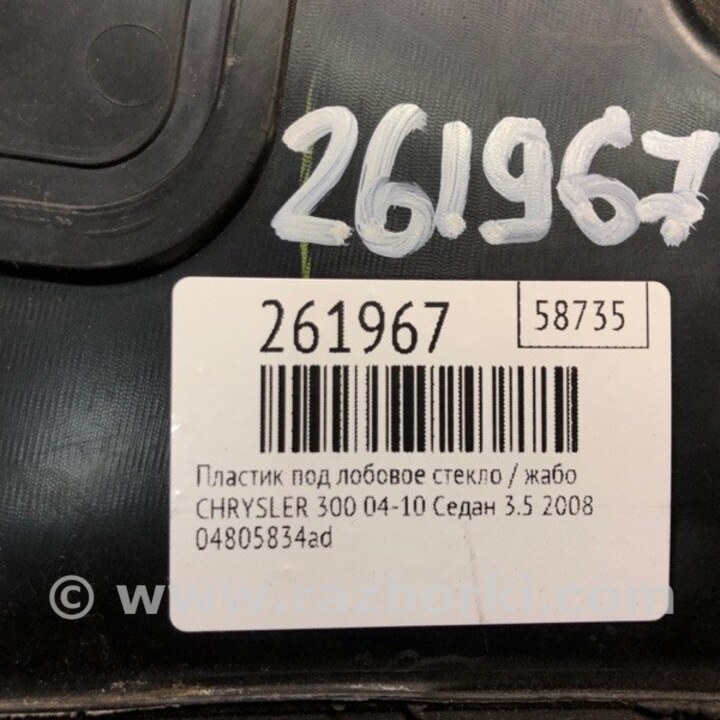 261967
261967
58735
Пластик под лобовое стекло / жабо
CHRYSLER 300 04-10 Седан 3.5 2008
04805834ad
© www.razborki.com